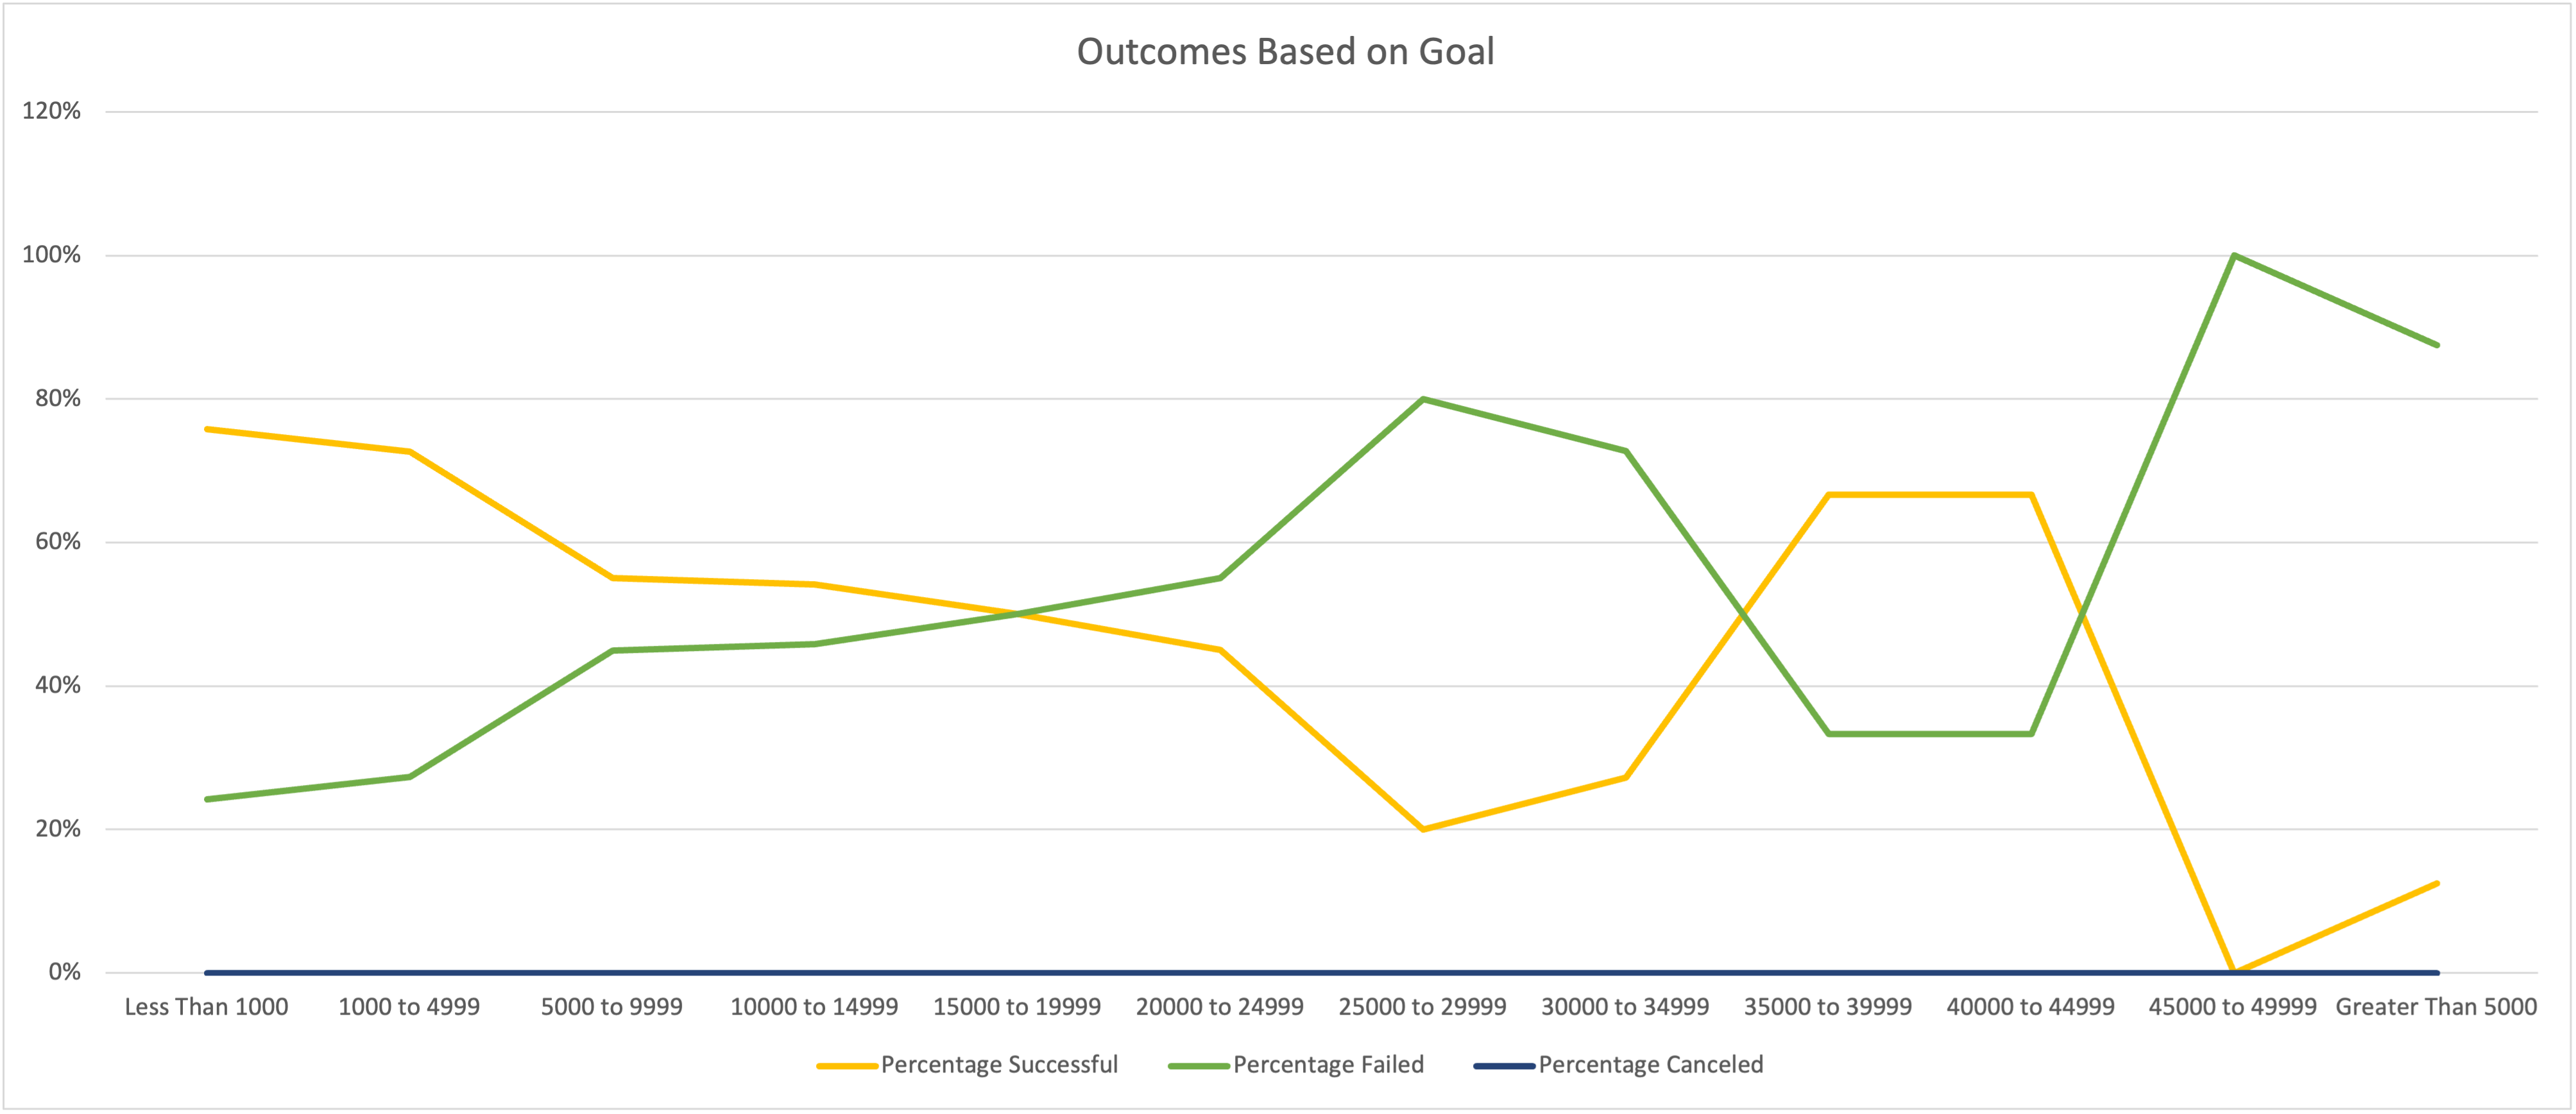 Outcomes Based on Goal
120%
100%
80%
60%
40%
20%
0%
Less Than 1000 1000 to 4999 5000 to 9999 10000 to 14999 15000 to 19999 20000 to 24999 25000 to 29999 30000 to 34999 35000 to 39999 40000 to 44999 45000 to 49999 Greater Than 5000
Percentage Successful Percentage Failed Percentage Canceled